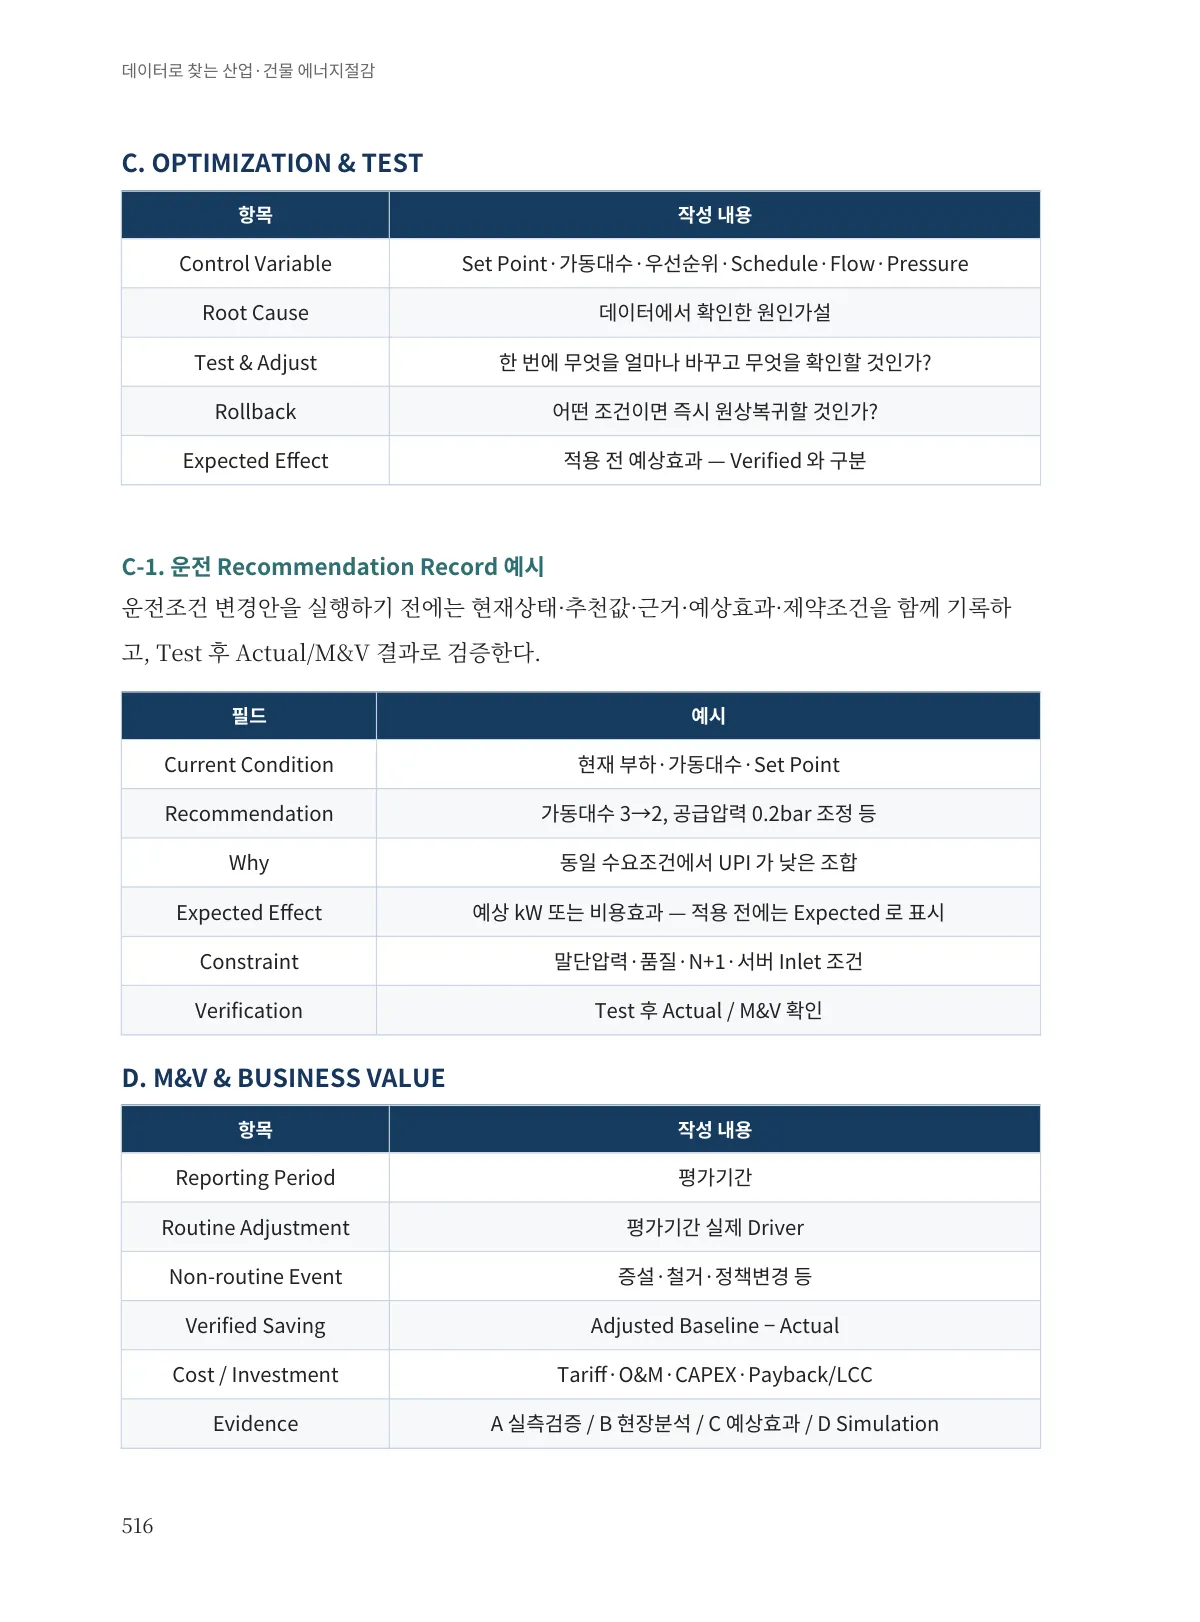 데이터로 찾는 산업·건물 에너지절감
C. OPTIMIZATION & TEST
항목 작성 내용
Control Variable Set Point·가동대수·우선순위·Schedule·Flow·Pressure
Root Cause 데이터에서 확인한 원인가설
Test & Adjust 한 번에 무엇을 얼마나 바꾸고 무엇을 확인할 것인가?
Rollback 어떤 조건이면 즉시 원상복귀할 것인가?
Expected Effect 적용 전 예상효과 — Verified 와 구분
C-1. 운전 Recommendation Record 예시
운전조건 변경안을 실행하기 전에는 현재상태·추천값·근거·예상효과·제약조건을 함께 기록하
고, Test 후 Actual/M&V 결과로 검증한다.
필드 예시
Current Condition 현재 부하·가동대수·Set Point
Recommendation 가동대수 3→2, 공급압력 0.2bar 조정 등
Why 동일 수요조건에서 UPI 가 낮은 조합
Expected Effect 예상 kW 또는 비용효과 — 적용 전에는 Expected 로 표시
Constraint 말단압력·품질·N+1·서버 Inlet 조건
Verification Test 후 Actual / M&V 확인
D. M&V & BUSINESS VALUE
항목 작성 내용
Reporting Period 평가기간
Routine Adjustment 평가기간 실제 Driver
Non-routine Event 증설·철거·정책변경 등
Verified Saving Adjusted Baseline − Actual
Cost / Investment Tariff·O&M·CAPEX·Payback/LCC
Evidence A 실측검증 / B 현장분석 / C 예상효과 / D Simulation
516